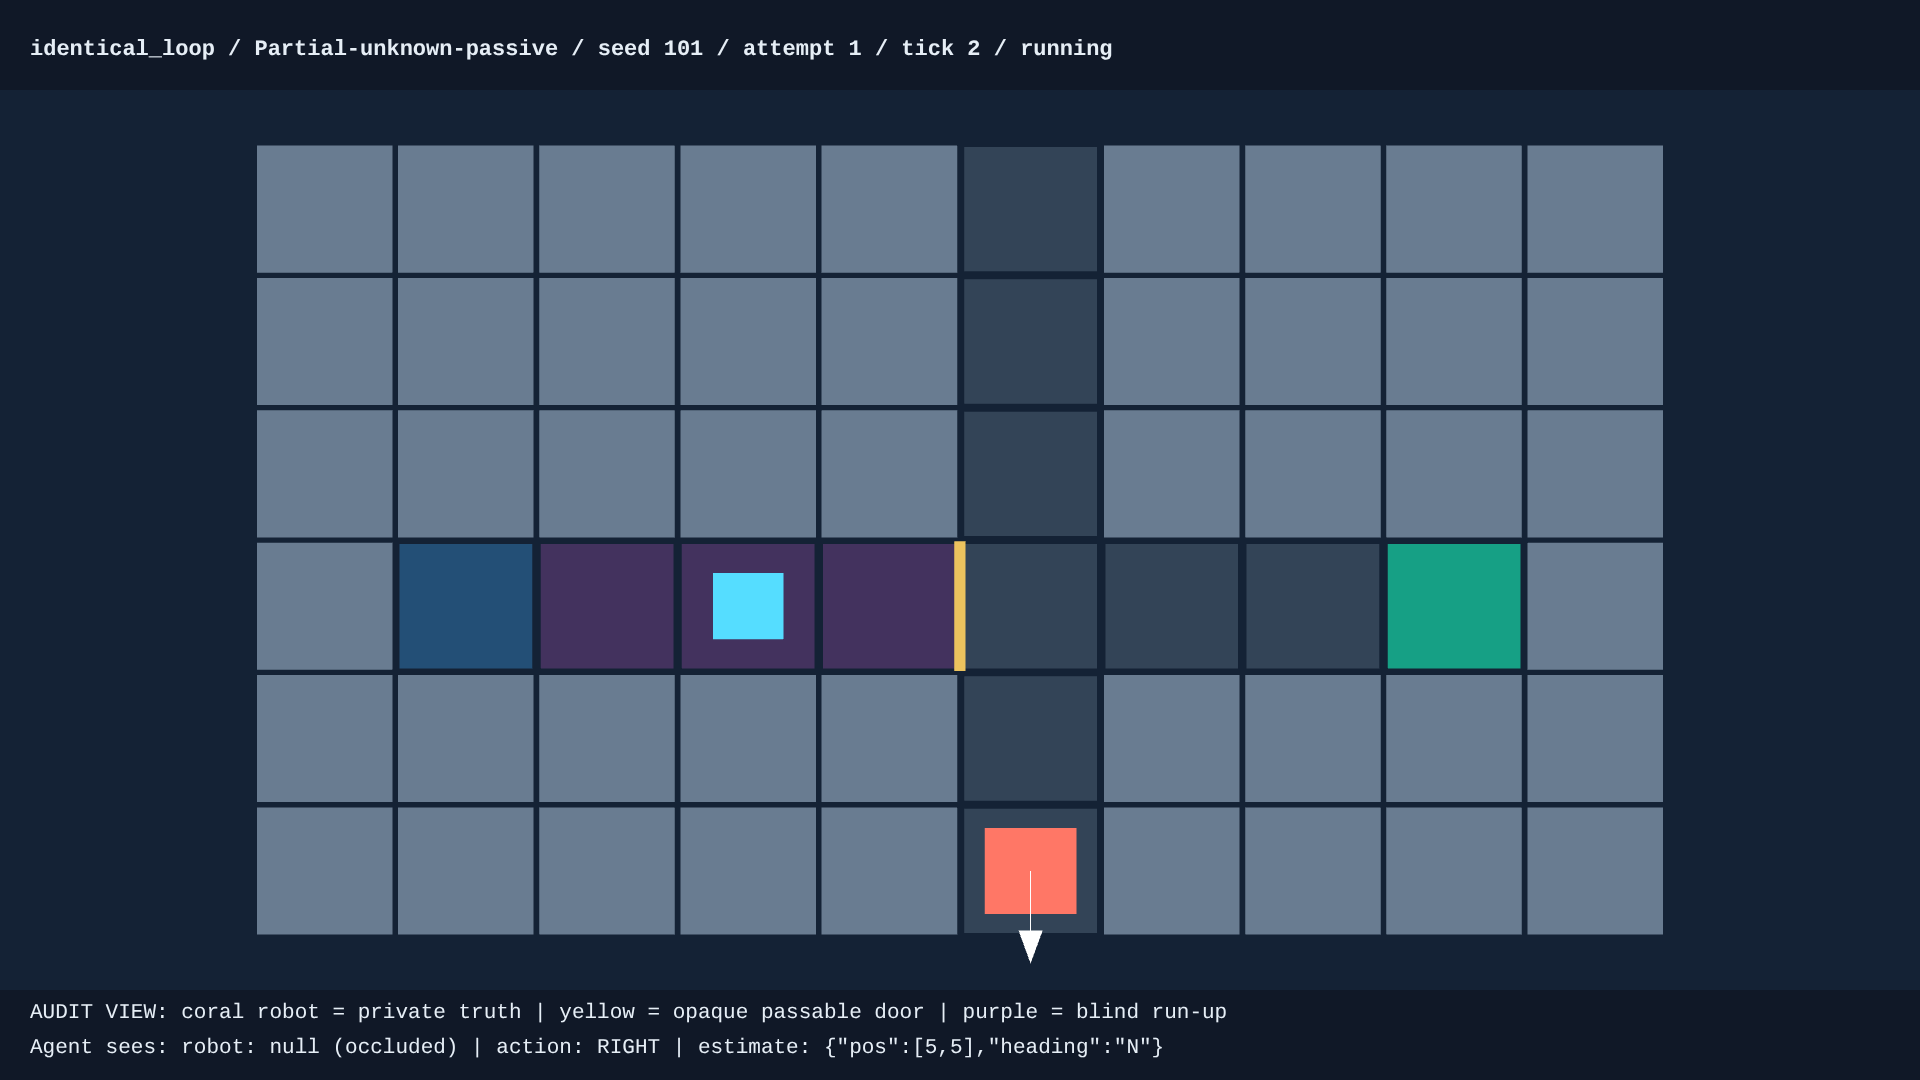 identical_loop / Partial-unknown-passive / seed 101 / attempt 1 / tick 2 / running
AUDIT VIEW: coral robot = private truth | yellow = opaque passable door | purple = blind run-up
Agent sees: robot: null (occluded) | action: RIGHT | estimate: {"pos":[5,5],"heading":"N"}